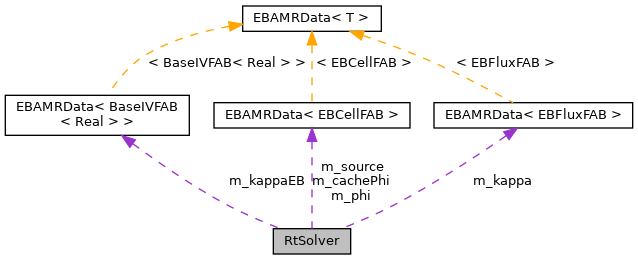 EBAMRData< T >
< BaseIVFAB< Real > >
< EBCellFAB >
< EBFluxFAB >
EBAMRData< BaseIVFAB
< Real > >
EBAMRData< EBCellFAB >
EBAMRData< EBFluxFAB >
m_kappaEB
m_source
m_cachePhi
m_phi
m_kappa
RtSolver